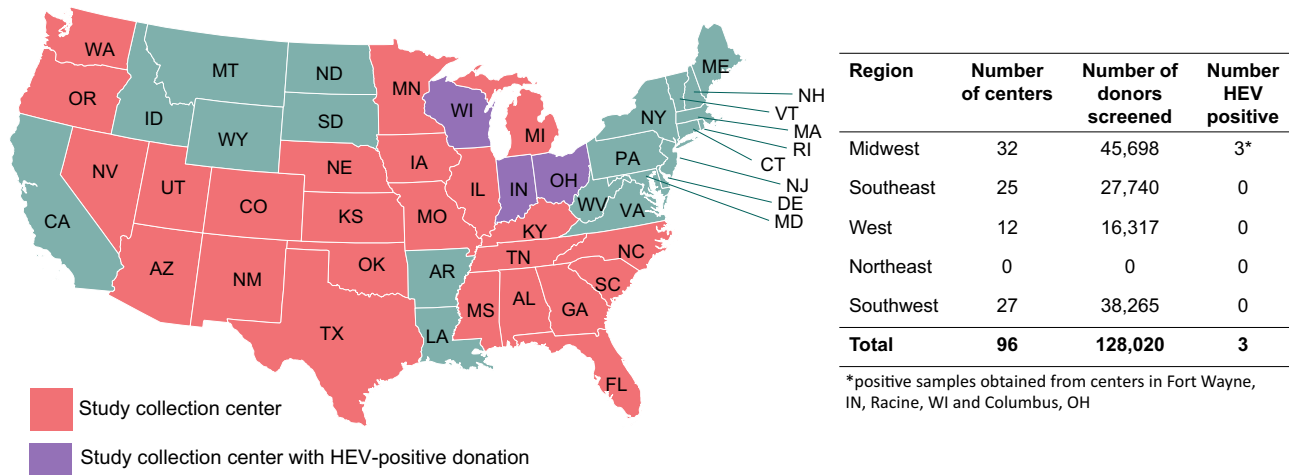 WA
MT
ND
MN
ME
OR
ID
WY
SD
WI
MI
NY
NH
VT
MA
RI
CT
NJ
DE
MD
NV
UT
NE
IA
PA
CA
CO
KS
MO
IL
IN
OH
WV
VA
KY
AZ
NM
OK
AR
TN
NC
SC
TX
LA
MS
AL
GA
FL
Study collection center
Study collection center with HEV-positive donation
Region Number of centers Number of donors screened Number HEV positive
Midwest 32 45,698 3*
Southeast 25 27,740 0
West 12 16,317 0
Northeast 0 0 0
Southwest 27 38,265 0
Total 96 128,020 3
*positive samples obtained from centers in Fort Wayne,
IN, Racine, WI and Columbus, OH